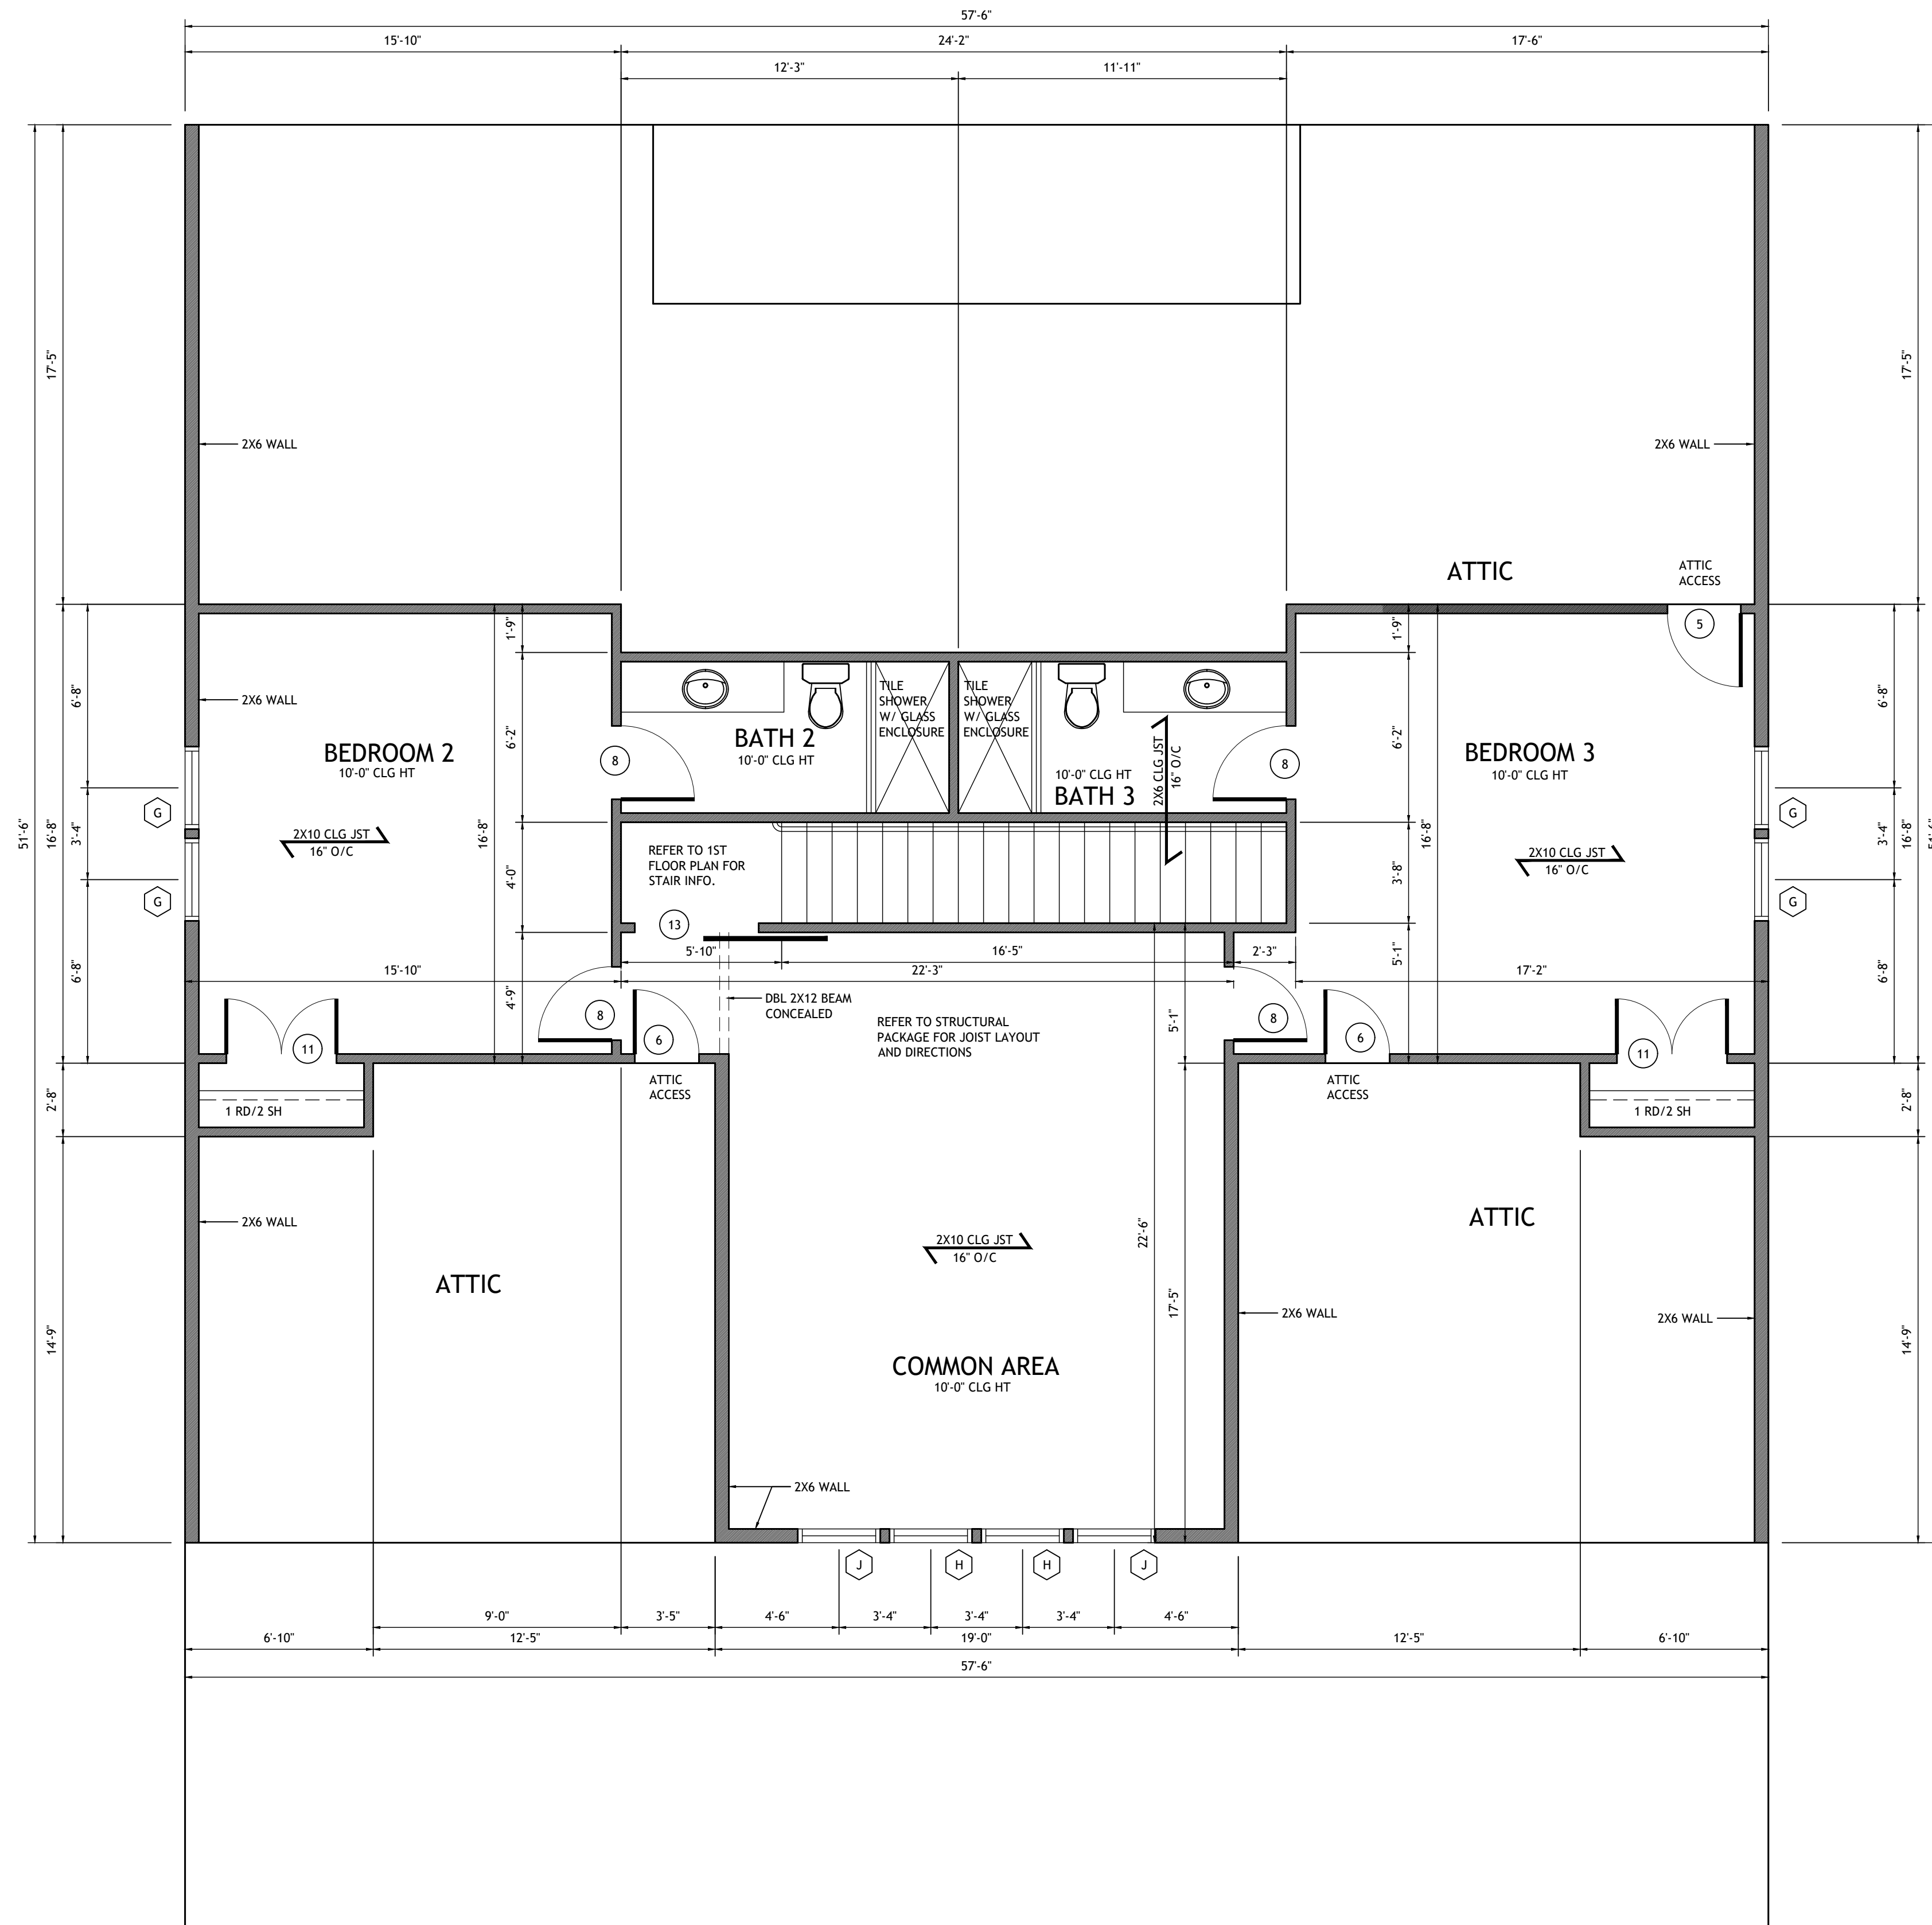 57'-6"
15'-10"
24'-2"
17'-6"
12'-3"
11'-11"
17'-5"
17'-5"
2X6 WALL
2X6 WALL
ATTIC
ATTIC
ACCESS
5
1'-9"
1'-9"
6'-8"
6'-8"
2X6 WALL
TILE
SHOWER
W/ GLASS
ENCLOSURE
TILE
SHOWER
W/ GLASS
ENCLOSURE
BEDROOM 2
10'-0" CLG HT
6'-2"
8
BATH 2
10'-0" CLG HT
10'-0" CLG HT
BATH 3
2X6 CLG JST
16" O/C
8
6'-2"
BEDROOM 3
10'-0" CLG HT
G
G
51'-6"
16'-8"
3'-4"
2X10 CLG JST
16" O/C
16'-8"
4'-0"
REFER TO 1ST
FLOOR PLAN FOR
STAIR INFO.
3'-8"
16'-8"
2X10 CLG JST
16" O/C
3'-4"
16'-8"
G
G
13
5'-10"
16'-5"
2'-3"
5'-1"
6'-8"
15'-10"
22'-3"
17'-2"
6'-8"
4'-9"
DBL 2X12 BEAM
CONCEALED
8
6
REFER TO STRUCTURAL
PACKAGE FOR JOIST LAYOUT
AND DIRECTIONS
5'-1"
8
6
11
11
ATTIC
ACCESS
ATTIC
ACCESS
2'-8"
1 RD/2 SH
1 RD/2 SH
2'-8"
2X6 WALL
ATTIC
2X10 CLG JST
16" O/C
22'-6"
ATTIC
17'-5"
2X6 WALL
2X6 WALL
14'-9"
14'-9"
COMMON AREA
10'-0" CLG HT
2X6 WALL
J
H
H
J
9'-0"
3'-5"
4'-6"
3'-4"
3'-4"
3'-4"
4'-6"
6'-10"
12'-5"
19'-0"
12'-5"
6'-10"
57'-6"